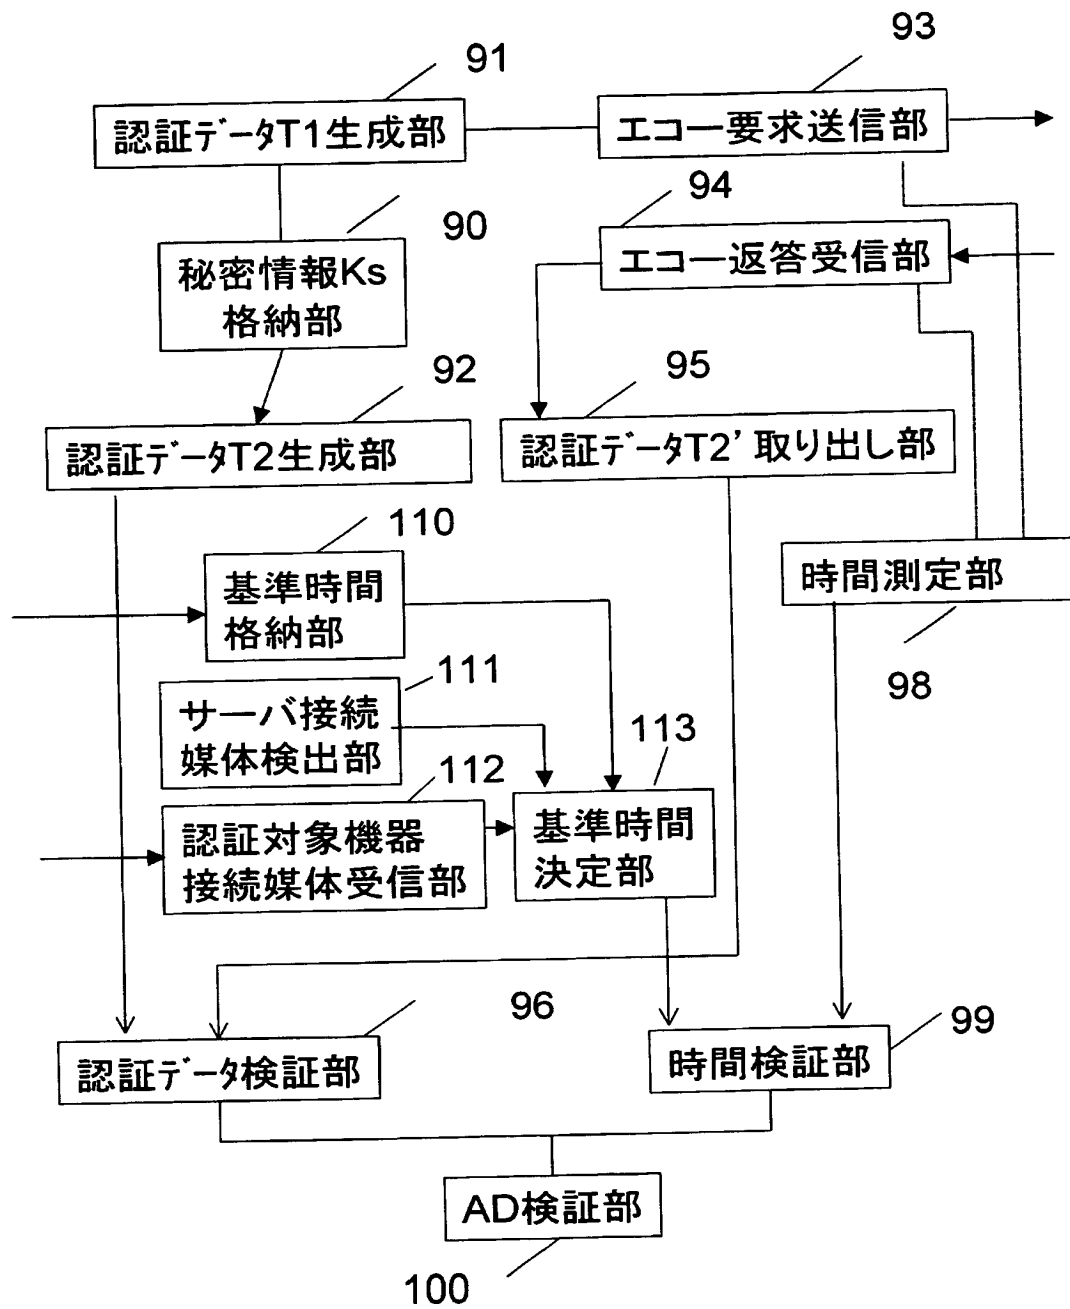 93
91
認証データT1生成部
エコー要求送信部
94
90
エコー返答受信部
秘密情報Ks
格納部
92
95
認証データT2生成部
認証データT2’取り出し部
110
基準時間
格納部
時間測定部
98
111
サーバ接続
媒体検出部
113
112
認証対象機器
接続媒体受信部
基準時間
決定部
96
99
認証データ検証部
時間検証部
AD検証部
100